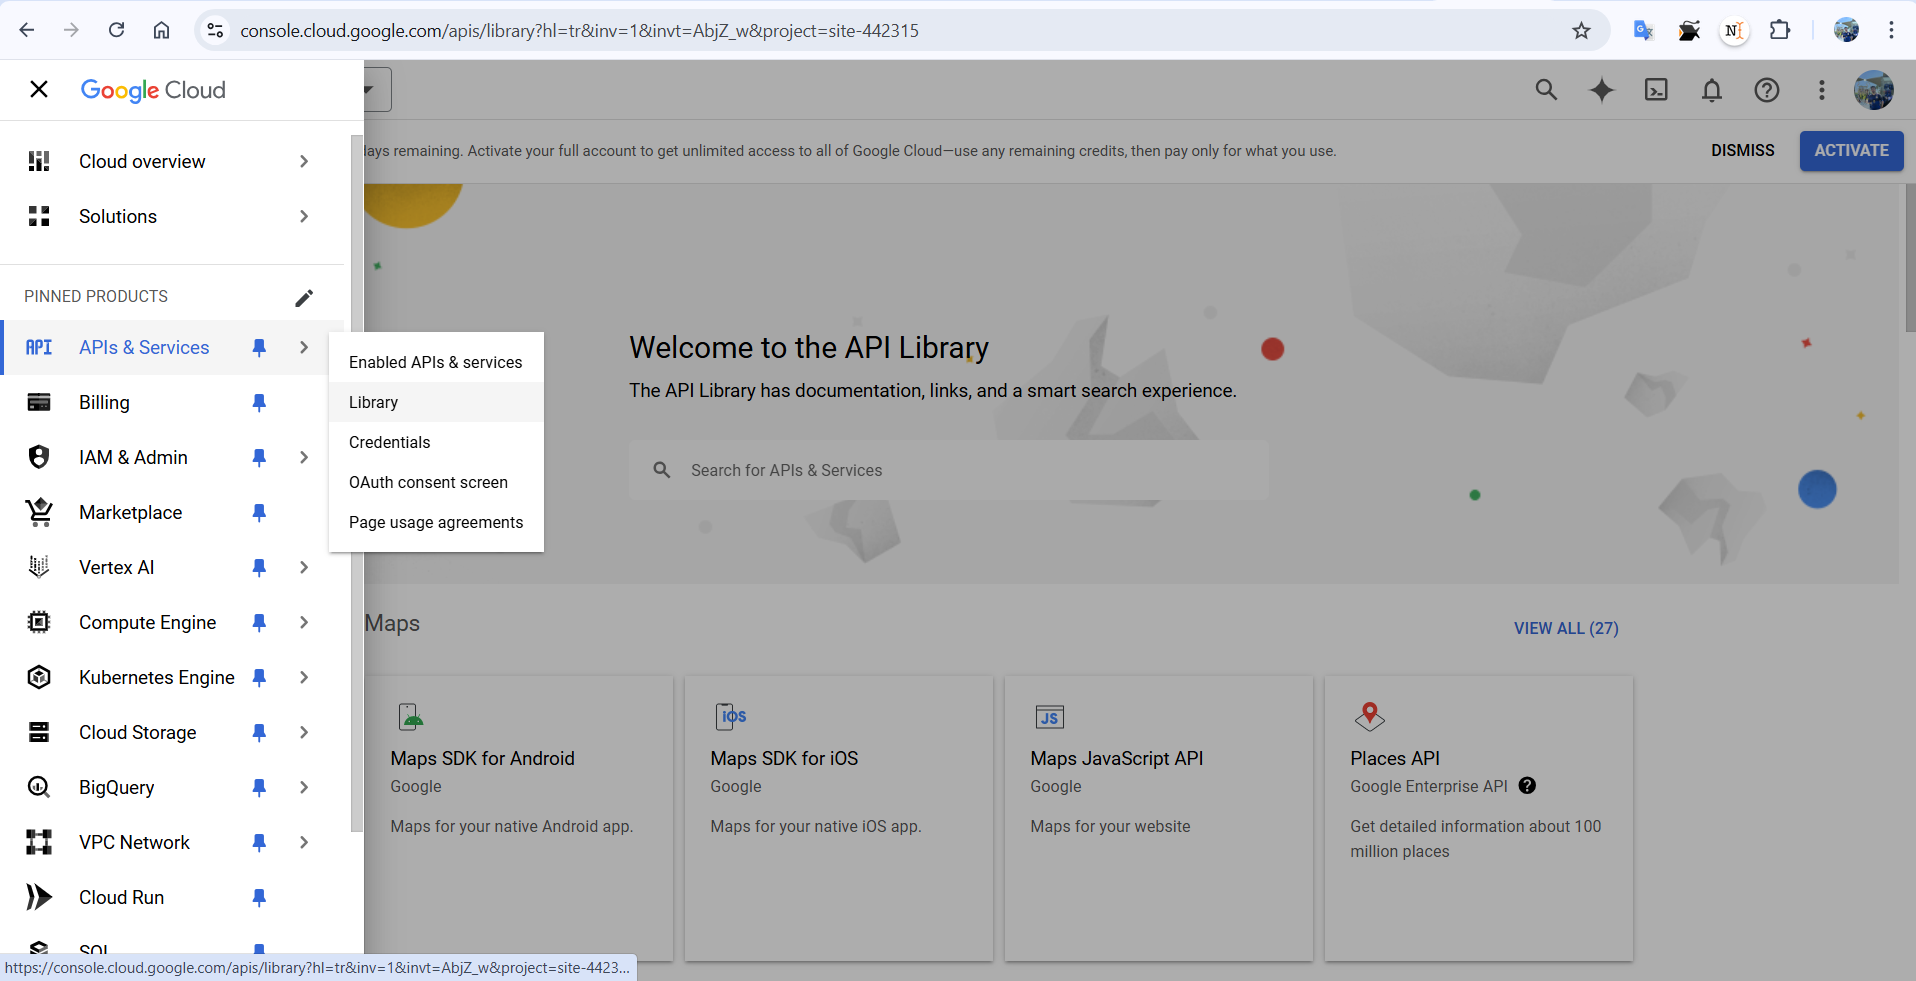 console.cloud.google.com/apis/library?hl=tr&inv=1&invt=AbjZ_w&project=site-442315
Google Cloud
Cloud overview
Solutions
PINNED PRODUCTS
API APIs & Services
Billing
IAM & Admin
Marketplace
Vertex AI
Compute Engine
Kubernetes Engine
Cloud Storage
BigQuery
VPC Network
Cloud Run
SQL
Enabled APIs & services
Library
Credentials
OAuth consent screen
Page usage agreements
days remaining. Activate your full account to get unlimited access to all of Google Cloud—use any remaining credits, then pay only for what you use.
DISMISS
ACTIVATE
Welcome to the API Library
The API Library has documentation, links, and a smart search experience.
Search for APIs & Services
Maps
VIEW ALL (27)
Maps SDK for Android
Google
Maps for your native Android app.
iOS
Maps SDK for iOS
Google
Maps for your native iOS app.
JS
Maps JavaScript API
Google
Maps for your website
Places API
Google Enterprise API
Get detailed information about 100
million places
https://console.cloud.google.com/apis/library?hl=tr&inv=1&invt=AbjZ_w&project=site-4423...